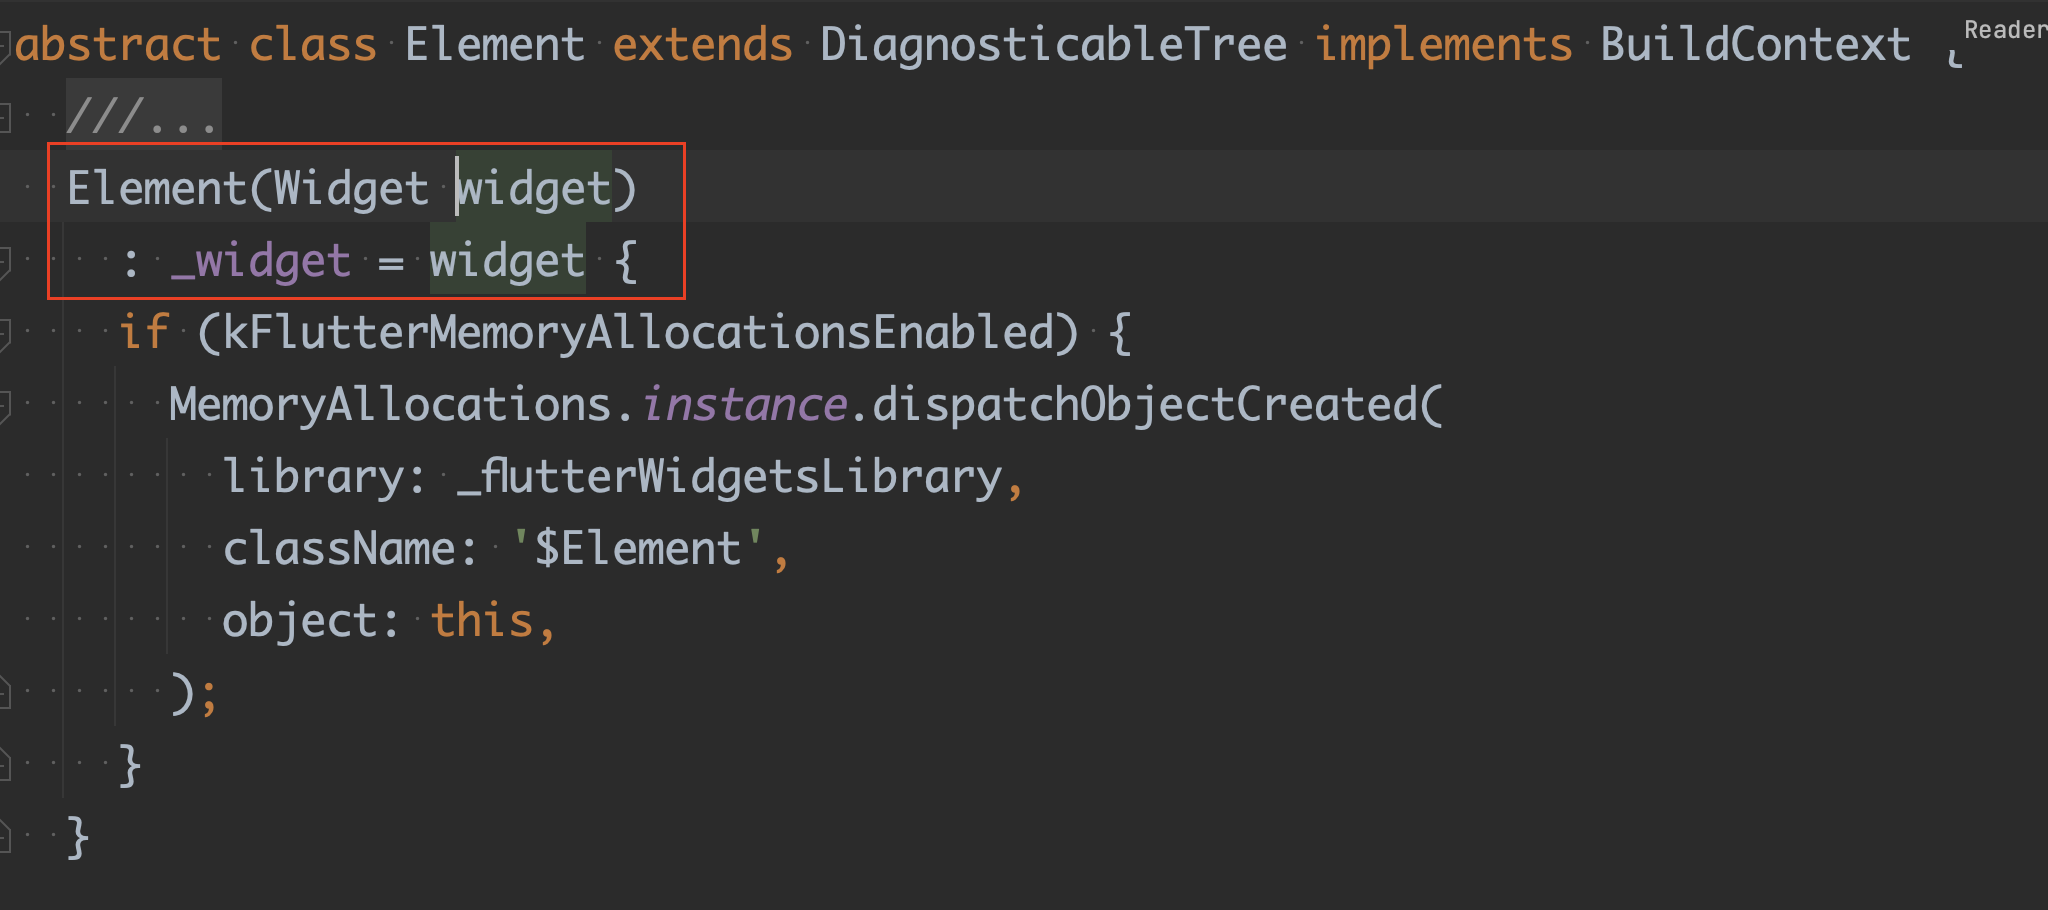 abstract class Element extends DiagnosticableTree implements BuildContext {
Reader
///...
Element(Widget widget)
: _widget = widget {
if (kFlutterMemoryAllocationsEnabled) {
MemoryAllocations.instance.dispatchObjectCreated(
library: _flutterWidgetsLibrary,
className: '$Element',
object: this,
);
}
}